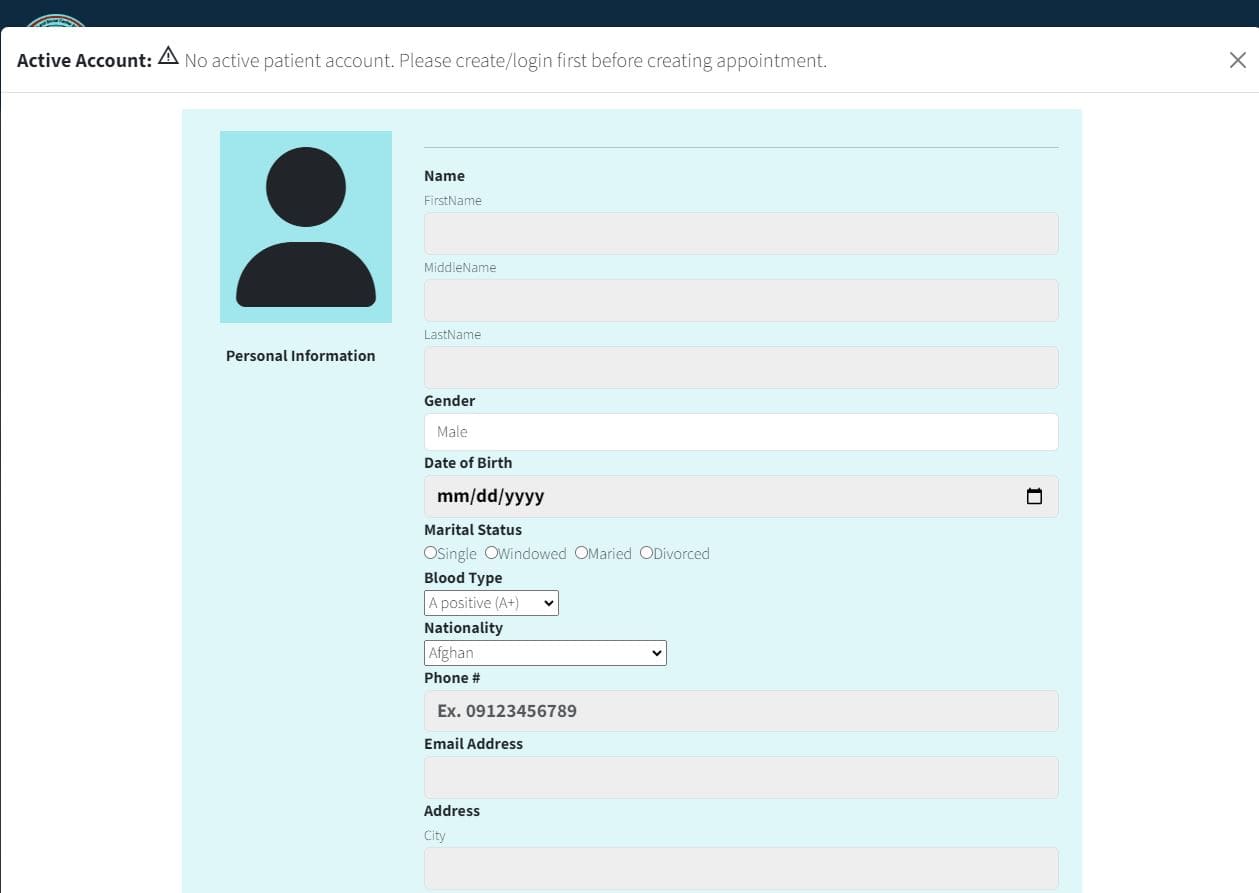 Active Account: No active patient account. Please create/login first before creating appointment.
Name
FirstName
MiddleName
LastName
Personal Information
Gender
Male
Date of Birth
mm/dd/yyyy
Marital Status
Single Windowed Maried Divorced
Blood Type
A positive (A+)
Nationality
Afghan
Phone #
Ex. 09123456789
Email Address
Address
City